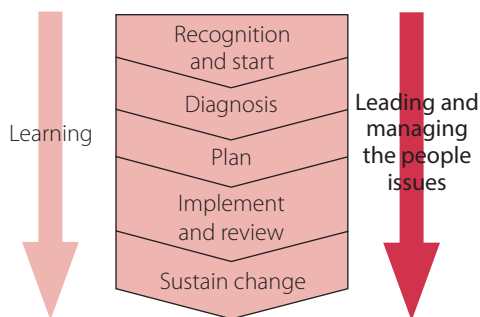 Recognition
and start
Diagnosis
Learning
Plan
Leading and
managing
the people
issues
Implement
and review
Sustain change